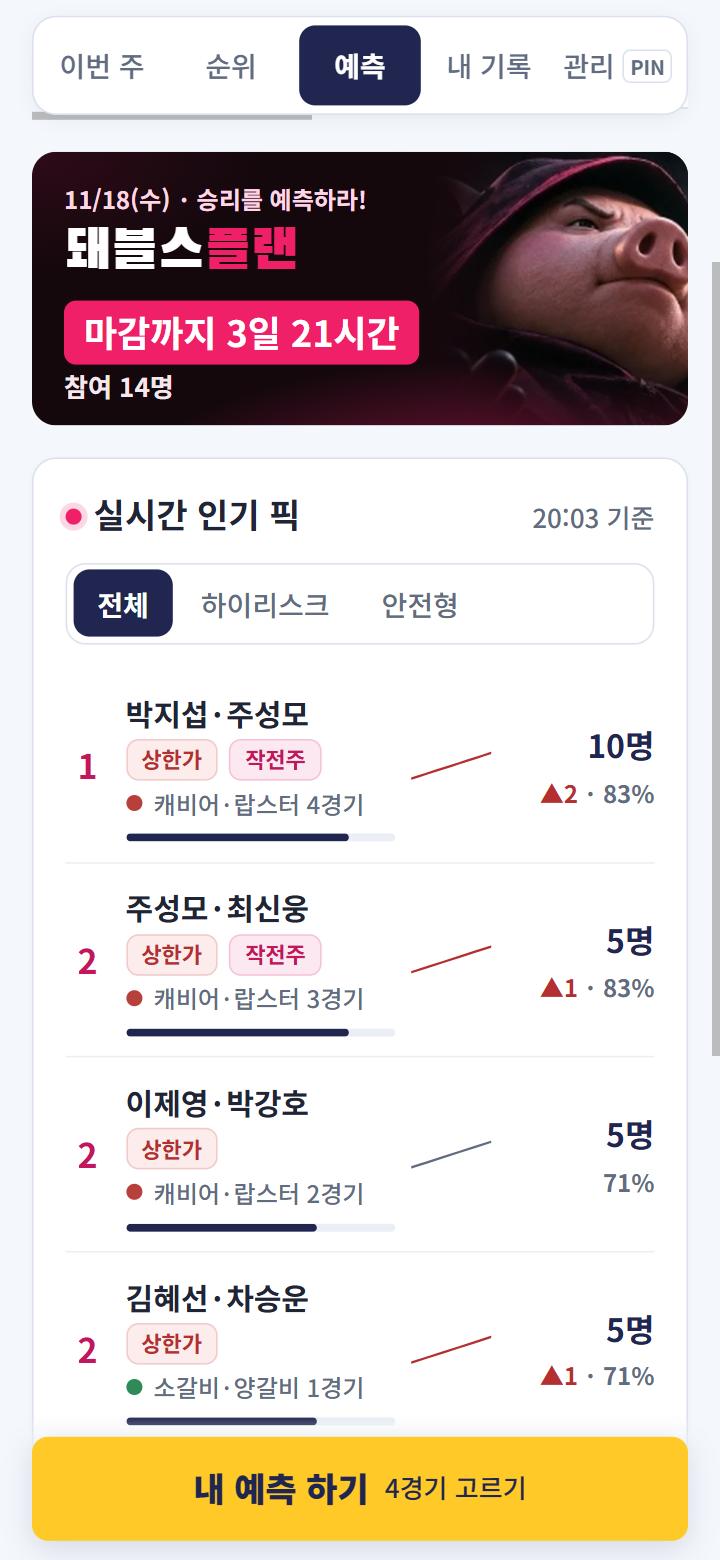 이번 주 순위 예측 내 기록 관리 PIN
11/18(수) · 승리를 예측하라!
돼블스플랜
마감까지 3일 21시간
참여 14명
실시간 인기 픽 20:03 기준
전체 하이리스크 안전형
박지섭·주성모
상한가 작전주
1
캐비어·랍스터 4경기
10명
▲2 · 83%
주성모·최신웅
상한가 작전주
2
캐비어·랍스터 3경기
5명
▲1 · 83%
이제영·박강호
상한가
2
캐비어·랍스터 2경기
5명
71%
김혜선·차승운
상한가
2
소갈비·양갈비 1경기
5명
▲1 · 71%
내 예측 하기 4경기 고르기